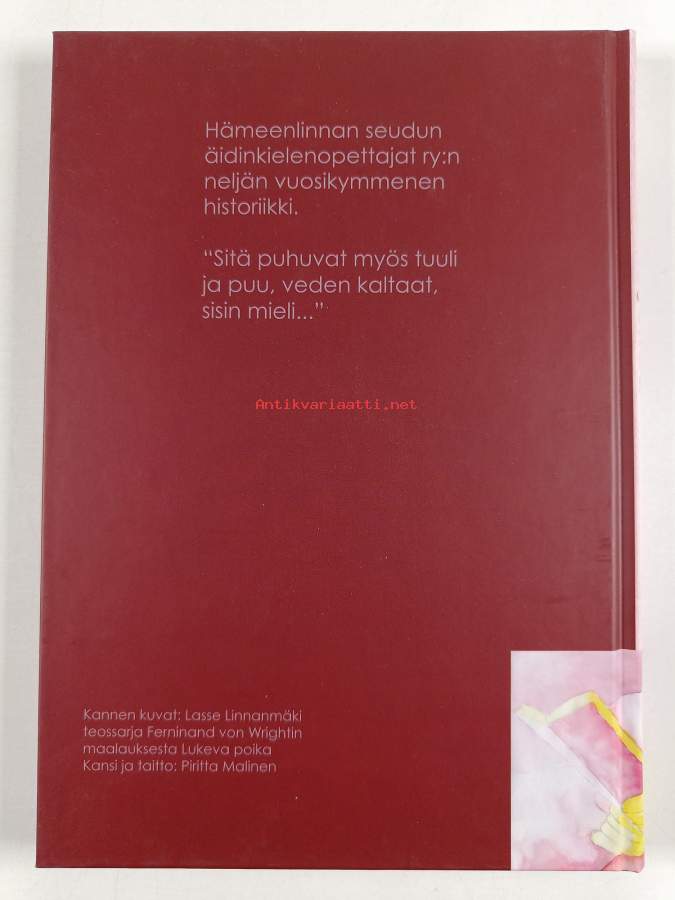 Hämeenlinnan seudun
äidinkielenopettajat ry:n
neljän vuosikymmenen
historiikki.
“Sitä puhuvat myös tuuli
ja puu, veden kaltaat,
sisin mieli...”
Antikvariaatti.net
Kannen kuvat: Lasse Linnanmäki
teossarja Ferninand von Wrightin
maalauksesta Lukeva poika
Kansi ja taitto: Piritta Malinen